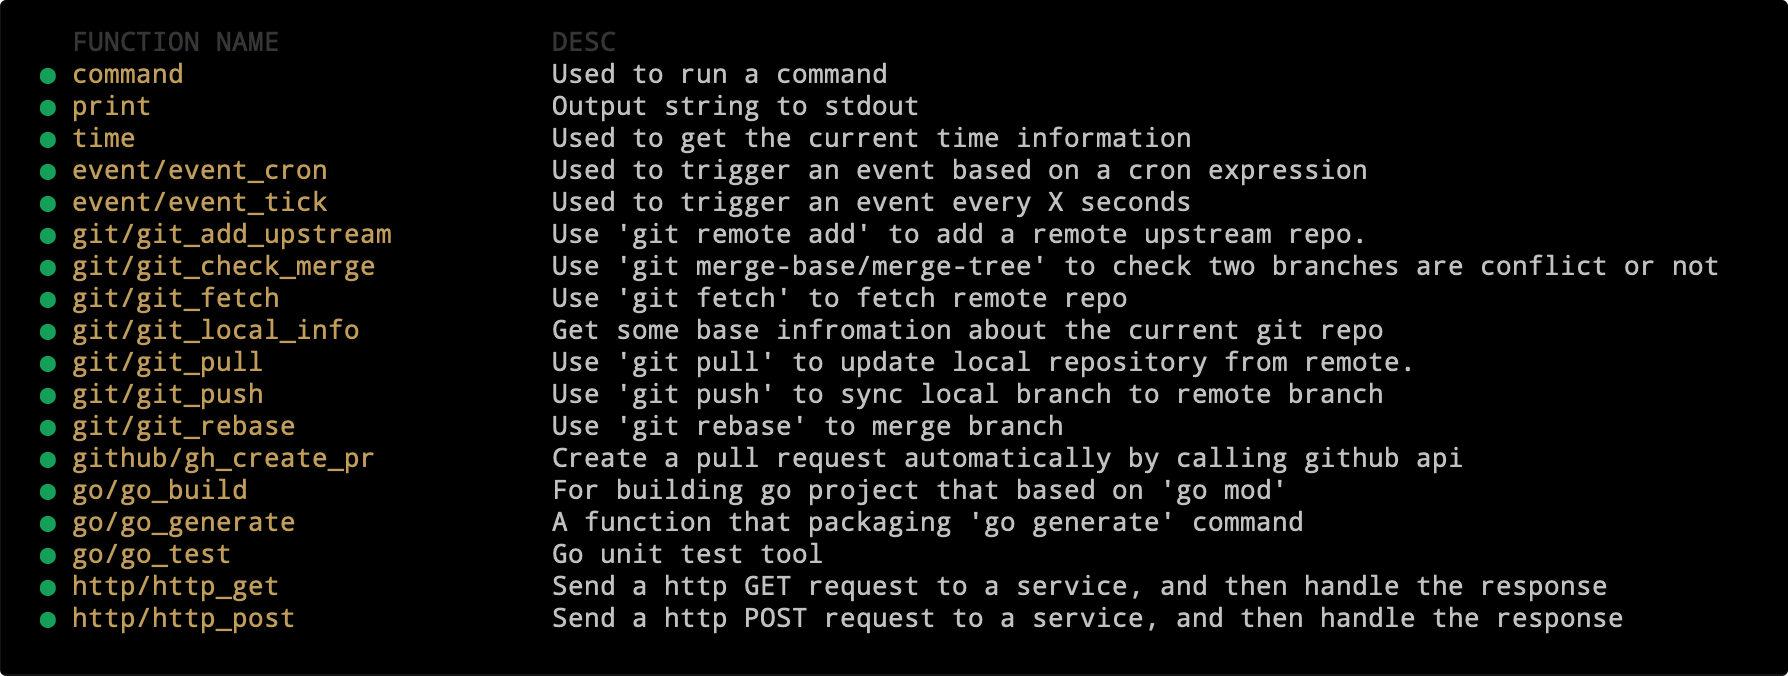 FUNCTION NAME DESC
command Used to run a command
print Output string to stdout
time Used to get the current time information
event/event_cron Used to trigger an event based on a cron expression
event/event_tick Used to trigger an event every X seconds
git/git_add_upstream Use 'git remote add' to add a remote upstream repo.
git/git_check_merge Use 'git merge-base/merge-tree' to check two branches are conflict or not
git/git_fetch Use 'git fetch' to fetch remote repo
git/git_local_info Get some base infromation about the current git repo
git/git_pull Use 'git pull' to update local repository from remote.
git/git_push Use 'git push' to sync local branch to remote branch
git/git_rebase Use 'git rebase' to merge branch
github/gh_create_pr Create a pull request automatically by calling github api
go/go_build For building go project that based on 'go mod'
go/go_generate A function that packaging 'go generate' command
go/go_test Go unit test tool
http/http_get Send a http GET request to a service, and then handle the response
http/http_post Send a http POST request to a service, and then handle the response